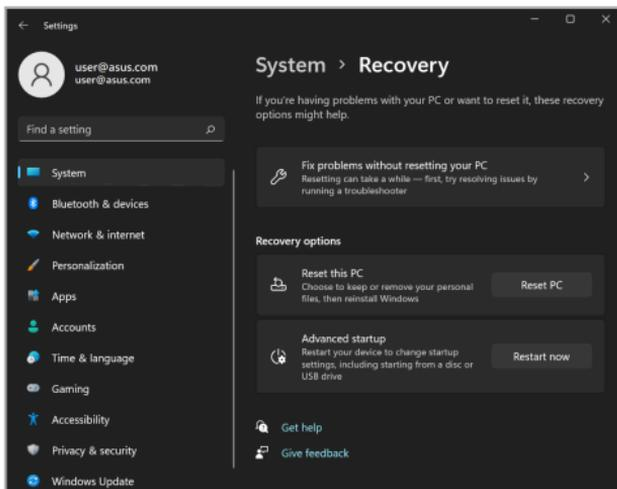 Settings
user@asus.com
user@asus.com
Find a setting
System
Bluetooth & devices
Network & internet
Personalization
Apps
Accounts
Time & language
Gaming
Accessibility
Privacy & security
Windows Update
System > Recovery
If you're having problems with your PC or want to reset it, these recovery
options might help.
Fix problems without resetting your PC
Resetting can take a while — first, try resolving issues by
running a troubleshooter
Recovery options
Reset this PC
Choose to keep or remove your personal
files, then reinstall Windows
Reset PC
Advanced startup
Restart your device to change startup
settings, including starting from a disc or
USB drive
Restart now
Get help
Give feedback